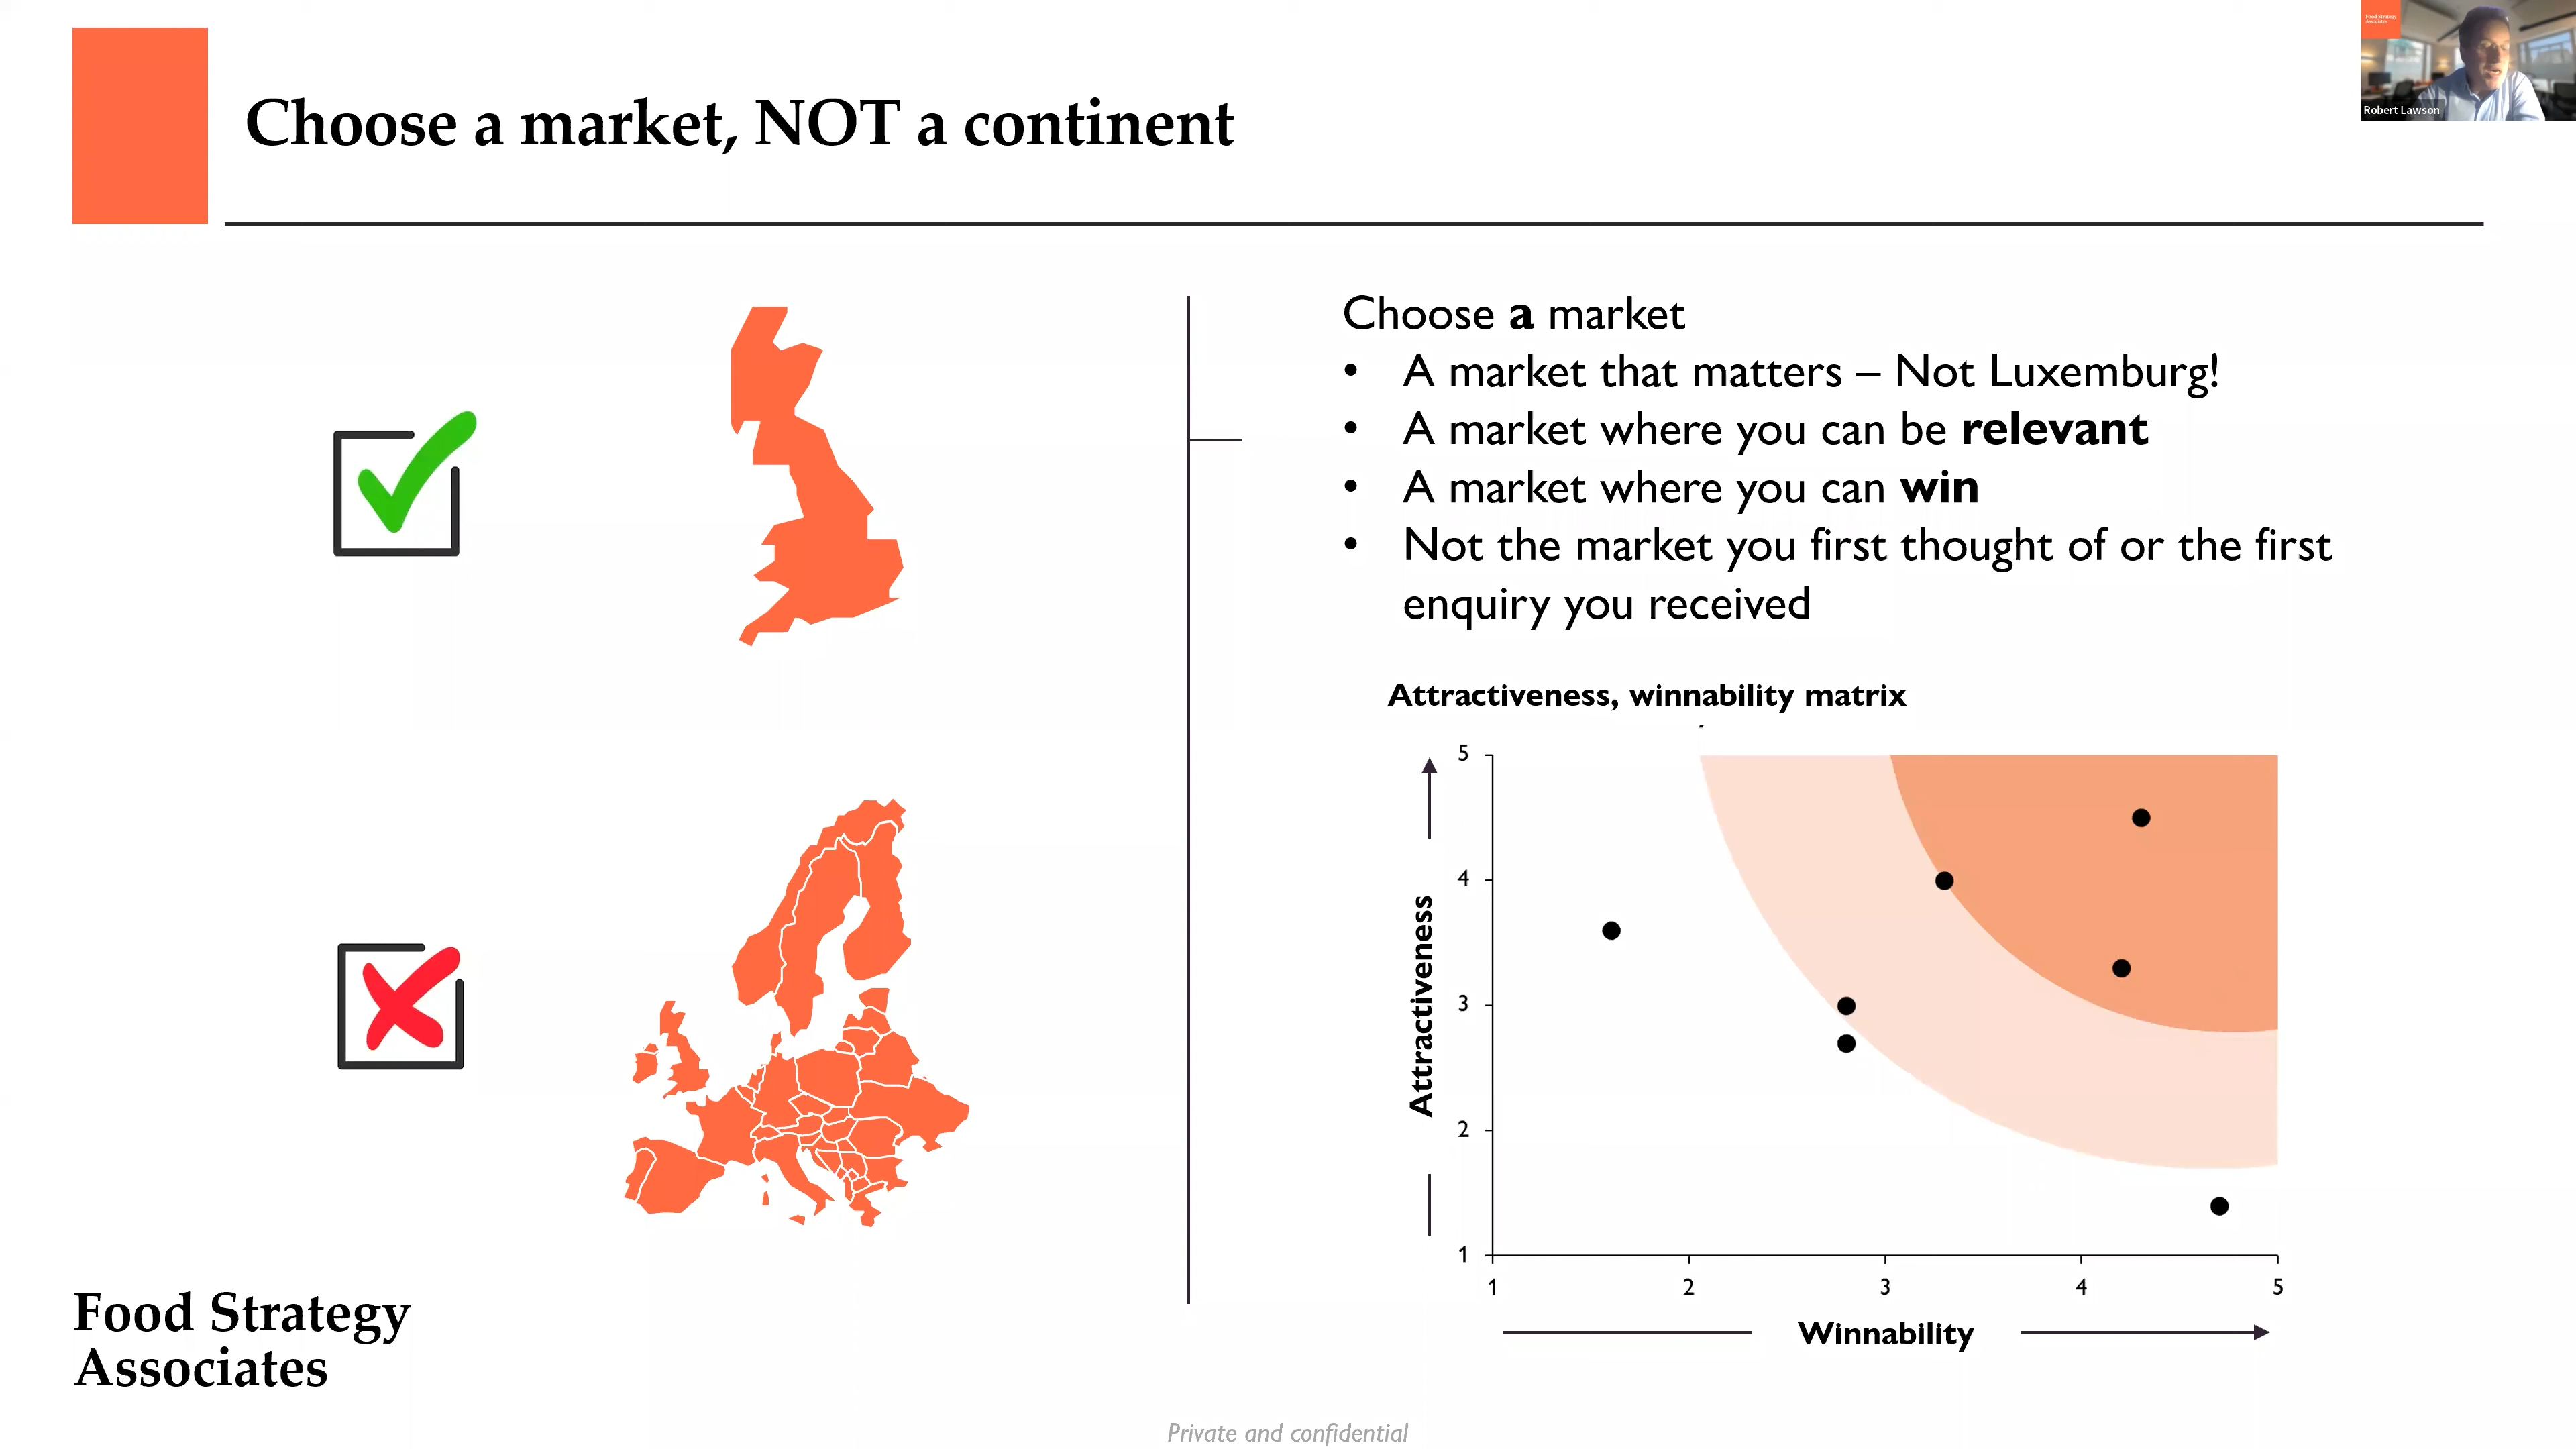 Food Strategy
Associates
Robert Lawson
Choose a market, NOT a continent
Choose a market
• A market that matters – Not Luxemburg!
• A market where you can be relevant
• A market where you can win
• Not the market you first thought of or the first
enquiry you received
Attractiveness, winnability matrix
Attractiveness
5
4
3
2
1
1 2 3 4 5
Winnability
Food Strategy
Associates
Private and confidential